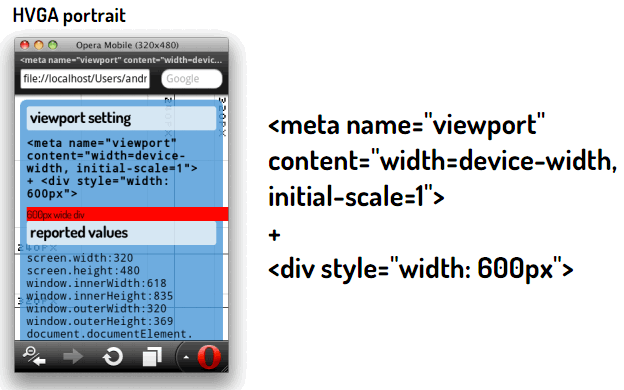 HVGA portrait
Opera Mobile (320x480)
<meta name="viewport" content="width=devic...
file://localhost/Users/andr
Google
viewport setting
<meta name="viewport"
content="width=device-
width, initial-scale=1">
+ <div style="width:
600px">
600px wide div
reported values
240PX
screen.width:320
screen.height:480
window.innerWidth:618
window.innerHeight:835
window.outerWidth:320
window.outerHeight:369
document.documentElement.
<meta name="viewport"
content="width=device-width,
initial-scale=1">
+
<div style="width: 600px">